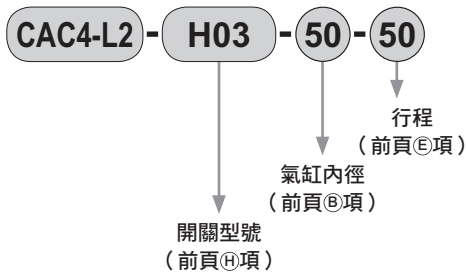 CAC4-L2-H03-50-50
行程
（前頁Ⓔ項）
氣缸內徑
（前頁Ⓑ項）
開關型號
（前頁Ⓗ項）